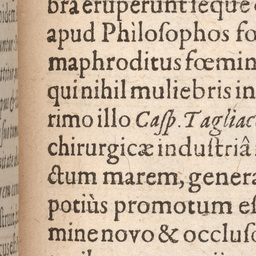 bra eruperunt seque
apud Philosophos fo
maphroditus fœmin
qui nihil muliebris in
rimo illo Casp. Tagliac
chirurgicæ industriâ
ctum marem, genera
potiùs promotum es
mine novo & occluso